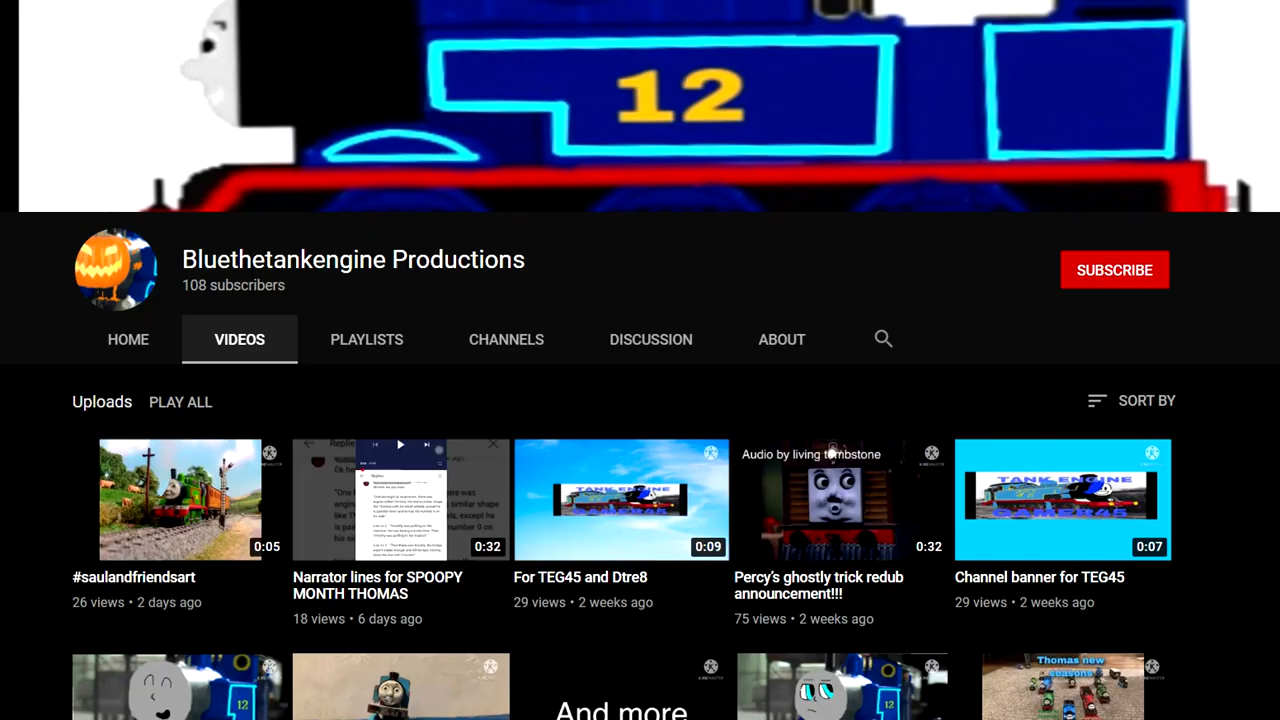 12
Bluethetankengine Productions
108 subscribers
SUBSCRIBE
HOME
VIDEOS
PLAYLISTS
CHANNELS
DISCUSSION
ABOUT
Uploads
PLAY ALL
SORT BY
0:05
Replies
0:32
TANK ENGINE
0:09
Audio by living tombstone
0:32
TANK ENGINE
GAMER45
0:07
#saulandfriendsart
26 views • 2 days ago
Narrator lines for SPOOPY
MONTH THOMAS
18 views • 6 days ago
For TEG45 and Dtre8
29 views • 2 weeks ago
Percy's ghostly trick redub
announcement!!!
75 views • 2 weeks ago
Channel banner for TEG45
29 views • 2 weeks ago
12
And more
12
Thomas new
seasons